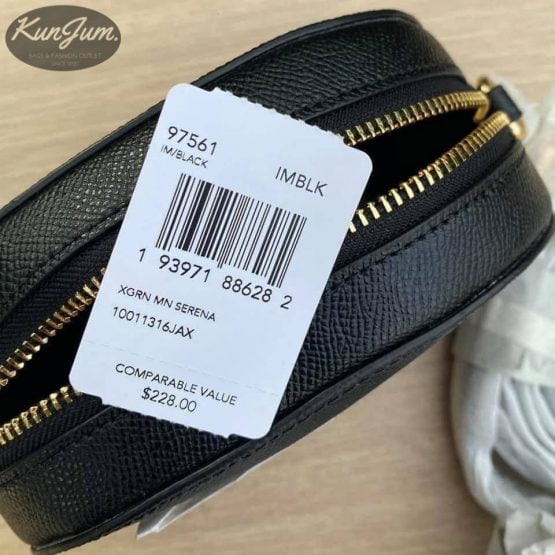 KunJum.
BAGS & FASHION OUTLET
97561
IM/BLACK
IMBLK
1 93971 88628 2
XGRN MN SERENA
10011316JAX
COMPARABLE VALUE
$228.00